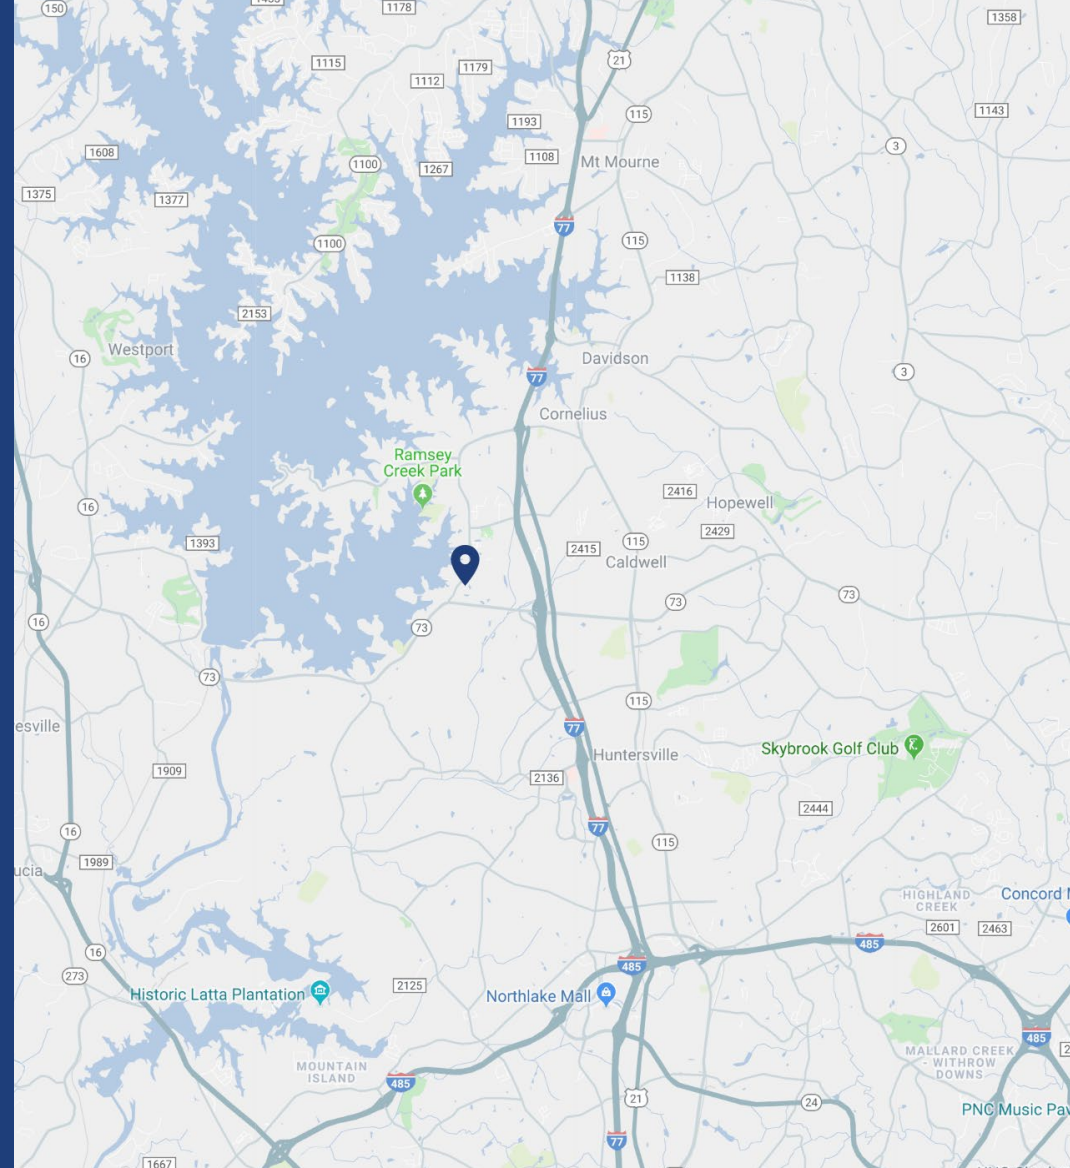 150
1178
1358
1115
1179
21
1112
1143
115
1193
3
1608
1108
Mt Mourne
1100
1267
1375
1377
77
115
1100
1138
2153
Westport
16
Davidson
3
77
Cornelius
Ramsey
Creek Park
2416
Hopewell
16
2429
1393
2415
115
Caldwell
73
73
16
73
73
115
esville
77
Huntersville
Skybrook Golf Club
1909
2136
2444
77
16
115
1989
ucia
HIGHLAND
CREEK
Concord
2601
2463
16
485
485
273
2125
Historic Latta Plantation
Northlake Mall
485
MALLARD CREEK
- WITHROW
DOWNS
MOUNTAIN
ISLAND
485
21
24
PNC Music Pav
77
1667